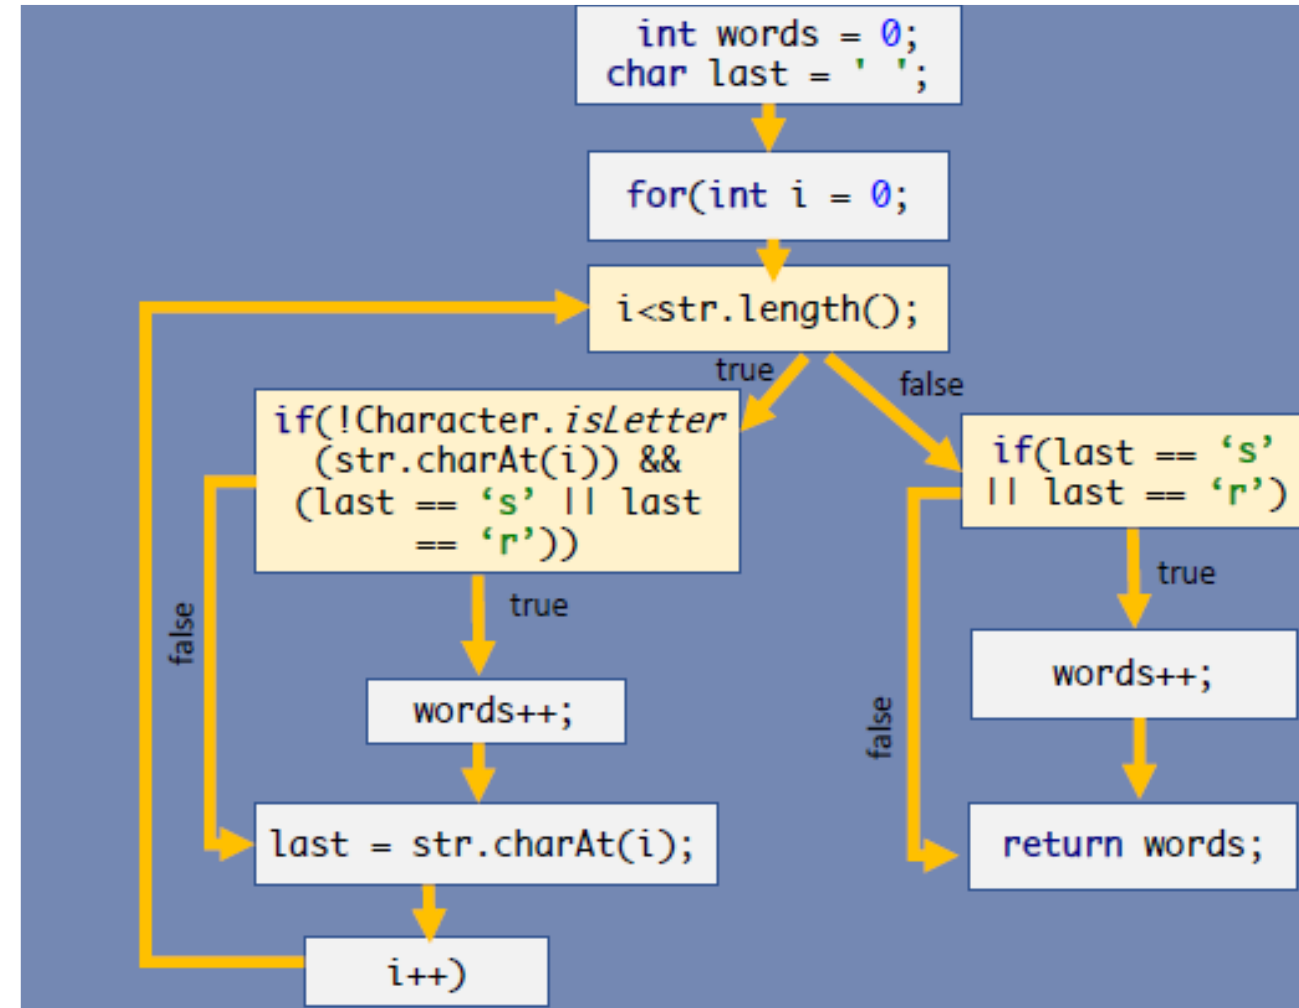 int words = 0;
char last = ' ';
for(int i = 0;
i<str.length();
true
false
if(!Character.isLetter
(str.charAt(i)) &&
(last == ‘s’ || last
== ‘r’))
if(last == ‘s’
|| last == ‘r’)
true
true
false
words++;
words++;
false
last = str.charAt(i);
return words;
i++)